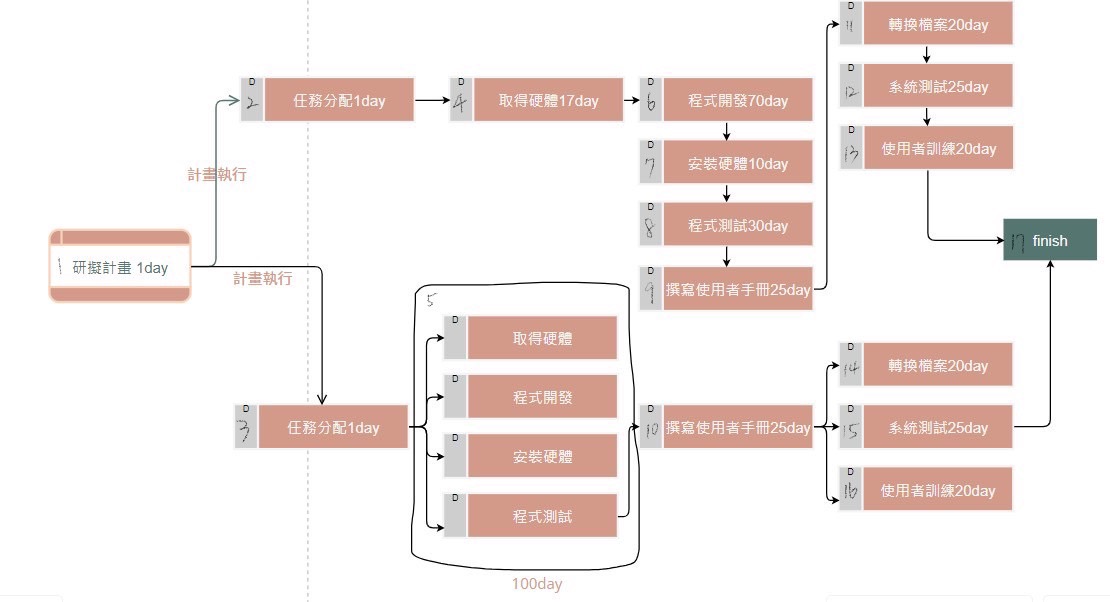 D
11
轉換檔案20day
D
12
系統測試25day
D
13
使用者訓練20day
D
2
任務分配1day
D
4
取得硬體17day
D
6
程式開發70day
D
7
安裝硬體10day
D
8
程式測試30day
D
9
撰寫使用者手冊25day
計畫執行
1
研擬計畫 1day
計畫執行
17
finish
D
3
任務分配1day
5
D
取得硬體
D
程式開發
D
安裝硬體
D
程式測試
100day
D
10
撰寫使用者手冊25day
D
14
轉換檔案20day
D
15
系統測試25day
D
16
使用者訓練20day